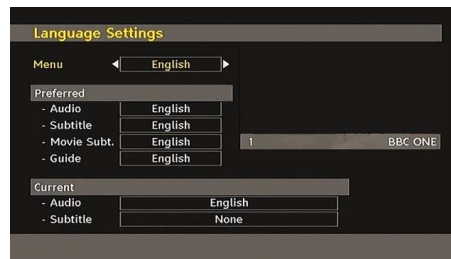 Language Settings
Menu English
Preferred
- Audio English
- Subtitle English
- Movie Subt. English
- Guide English
1 BBC ONE
Current
- Audio English
- Subtitle None